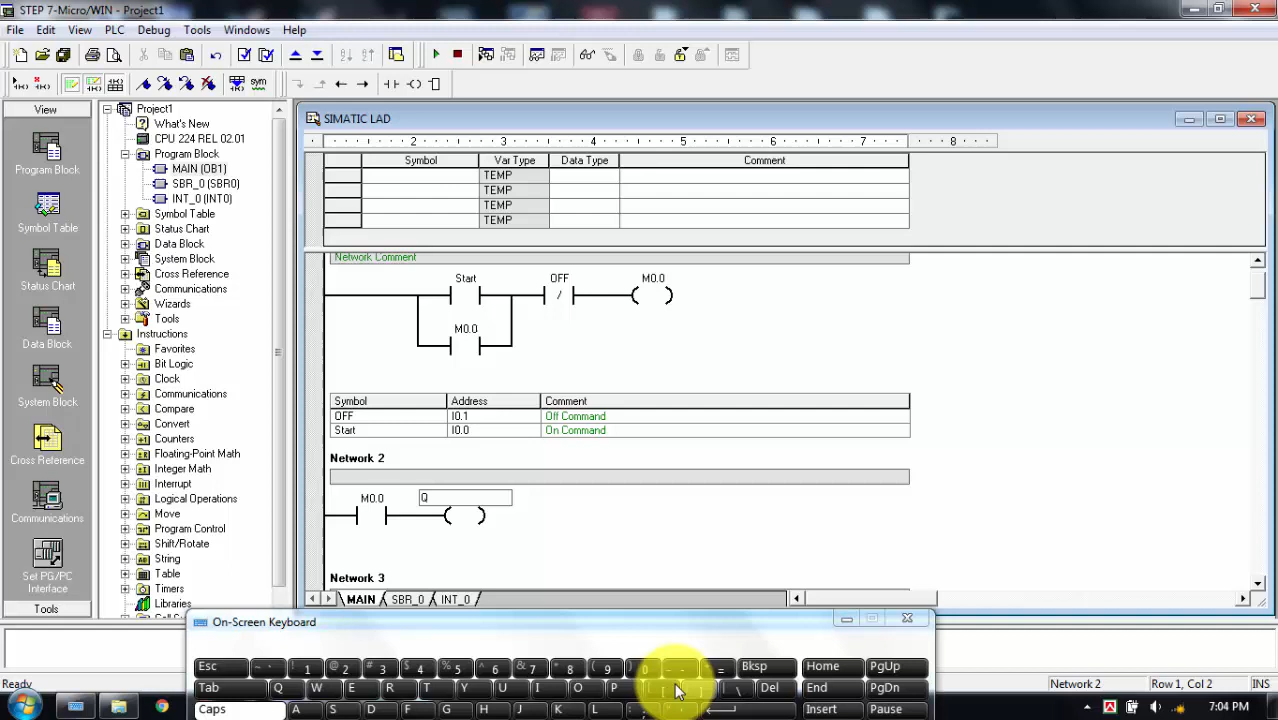 STEP 7-Micro/WIN - Project1
File Edit View PLC Debug Tools Windows Help
View
Program Block
Symbol Table
Status Chart
Data Block
System Block
Cross Reference
Communications
Set PG/PC
Interface
Tools
Project1
What's New
CPU 224 REL 02.01
Program Block
MAIN (OB1)
SBR_0 (SBR0)
INT_0 (INT0)
Symbol Table
Status Chart
Data Block
System Block
Cross Reference
Communications
Wizards
Tools
Instructions
Favorites
Bit Logic
Clock
Communications
Compare
Convert
Counters
Floating-Point Math
Integer Math
Interrupt
Logical Operations
Move
Program Control
Shift/Rotate
String
Table
Timers
Libraries
SIMATIC LAD
2 3 4 5 6 7 8
Symbol Var Type Data Type Comment
TEMP
TEMP
TEMP
TEMP
Network Comment
Start OFF M0.0
M0.0
Symbol Address Comment
OFF I0.1 Off Command
Start I0.0 On Command
Network 2
M0.0 Q
Network 3
MAIN SBR_0 INT_0
On-Screen Keyboard
Esc ~ ` ! 1 @ 2 # 3 $ 4 % 5 ^ 6 & 7 * 8 ( 9 ) 0 - = Bksp Home PgUp
Tab Q W E R T Y U I O P [ ] \ Del End PgDn
Caps A S D F G H J K L : ; " ' Insert Pause
Ready Network 2 Row 1, Col 2
7:04 PM